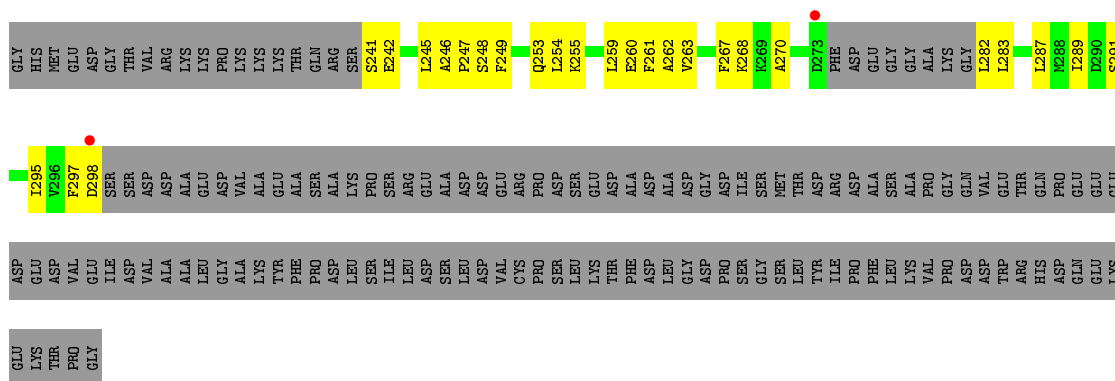 GLY HIS MET GLU ASP GLY THR VAL ARG LYS LYS PRO LYS LYS LYS THR GLN ARG SER S241 E242 L245 A246 P247 S248 F249 Q253 L254 K255 L259 E260 F261 A262 V263 F267 K268 K269 A270 D273 PHE ASP GLU GLY GLY ALA LYS GLY L282 L283 L287 M288 I289 D290 S291
I295 V296 F297 D298 SER SER ASP ASP ALA GLU ASP VAL ALA GLU ALA SER ALA LYS PRO SER ARG GLU ALA ASP ASP GLU ARG PRO ASP SER GLU ASP ALA ASP ALA ASP GLY ASP ILE SER MET THR ASP ARG ASP ALA SER ALA PRO GLY GLN VAL GLU THR GLN PRO GLU GLU GLU
ASP GLU ASP VAL GLU ILE ASP VAL ALA ALA LEU GLY ALA LYS TYR PHE PRO ASP LEU SER ILE LEU ASP SER LEU ASP VAL CYS PRO SER LEU LYS THR PHE ASP LEU GLY ASP PRO SER GLY SER LEU TYR ILE PRO PHE LEU LYS VAL PRO ASP ASP TRP ARG HIS ASP GLN GLU LYS
GLU LYS THR PRO GLY